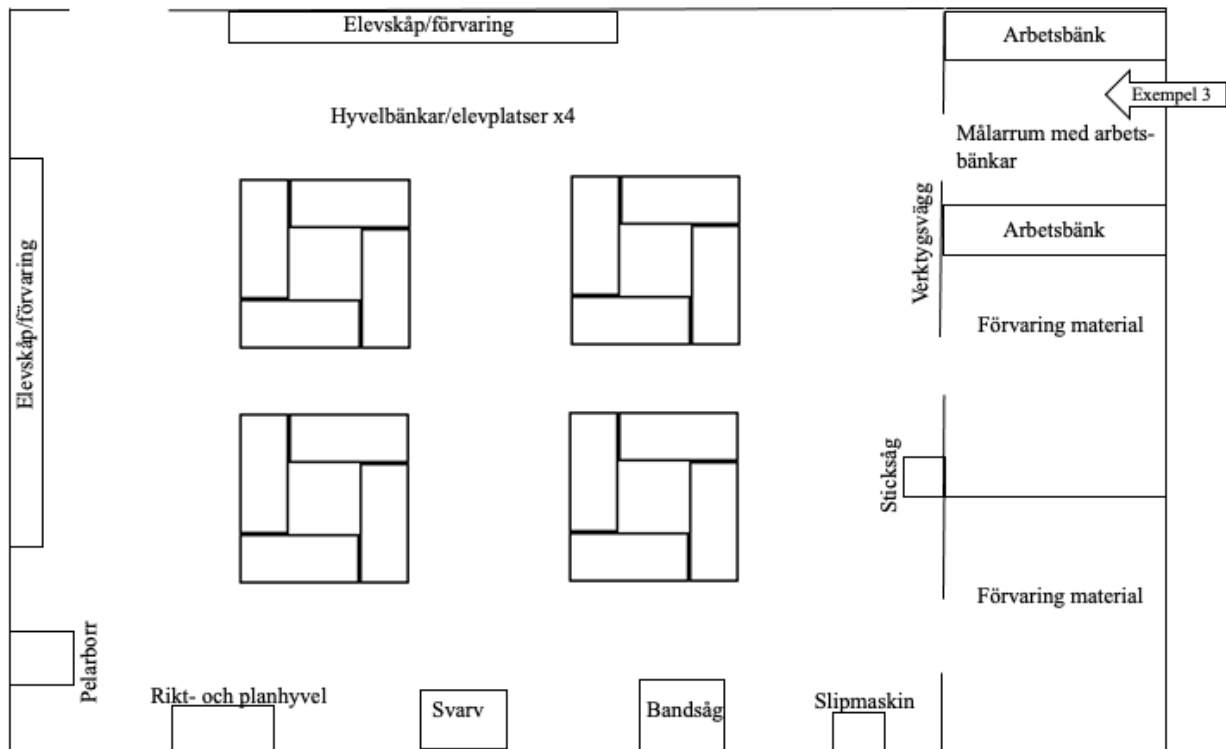 Elevskåp/förvaring
Arbetsbänk
Exempel 3
Hyvelbänkar/elevplatser x4
Målarrum med arbets-
bänkar
Verktygsvägg
Arbetsbänk
Elevskåp/förvaring
Förvaring material
Sticksåg
Förvaring material
Pelarborr
Rikt- och planhyvel
Svarv
Bandsåg
Slipmaskin